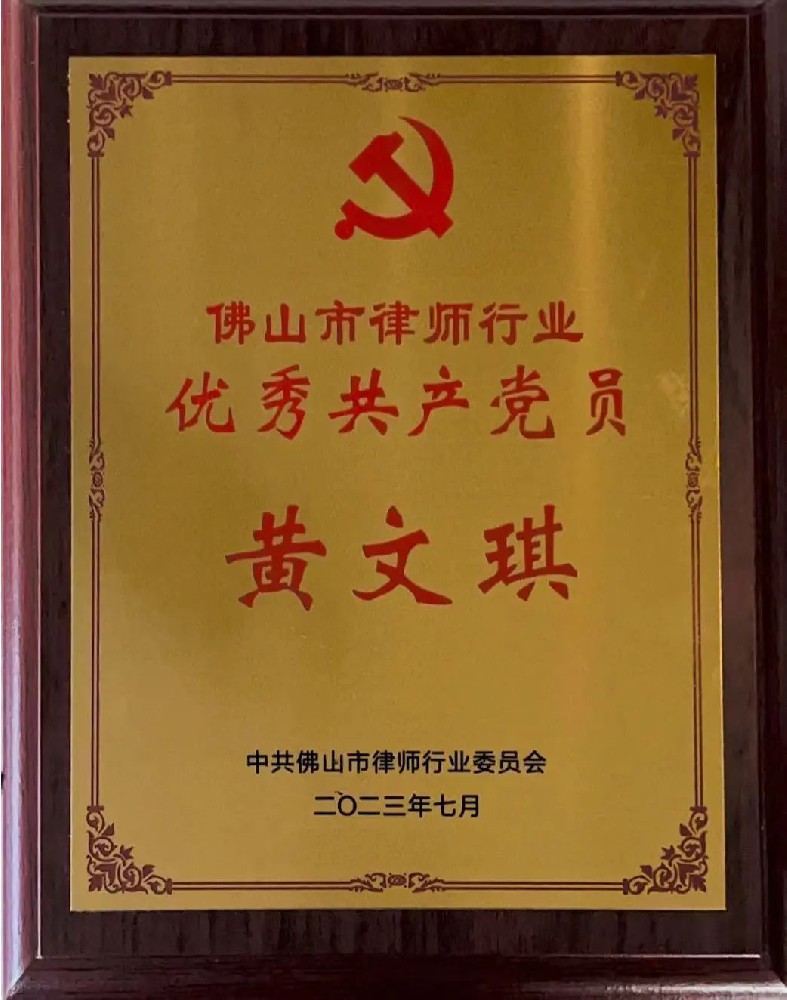 佛山市律师行业
优秀共产党员
黄文琪
中共佛山市律师行业委员会
二〇二三年七月